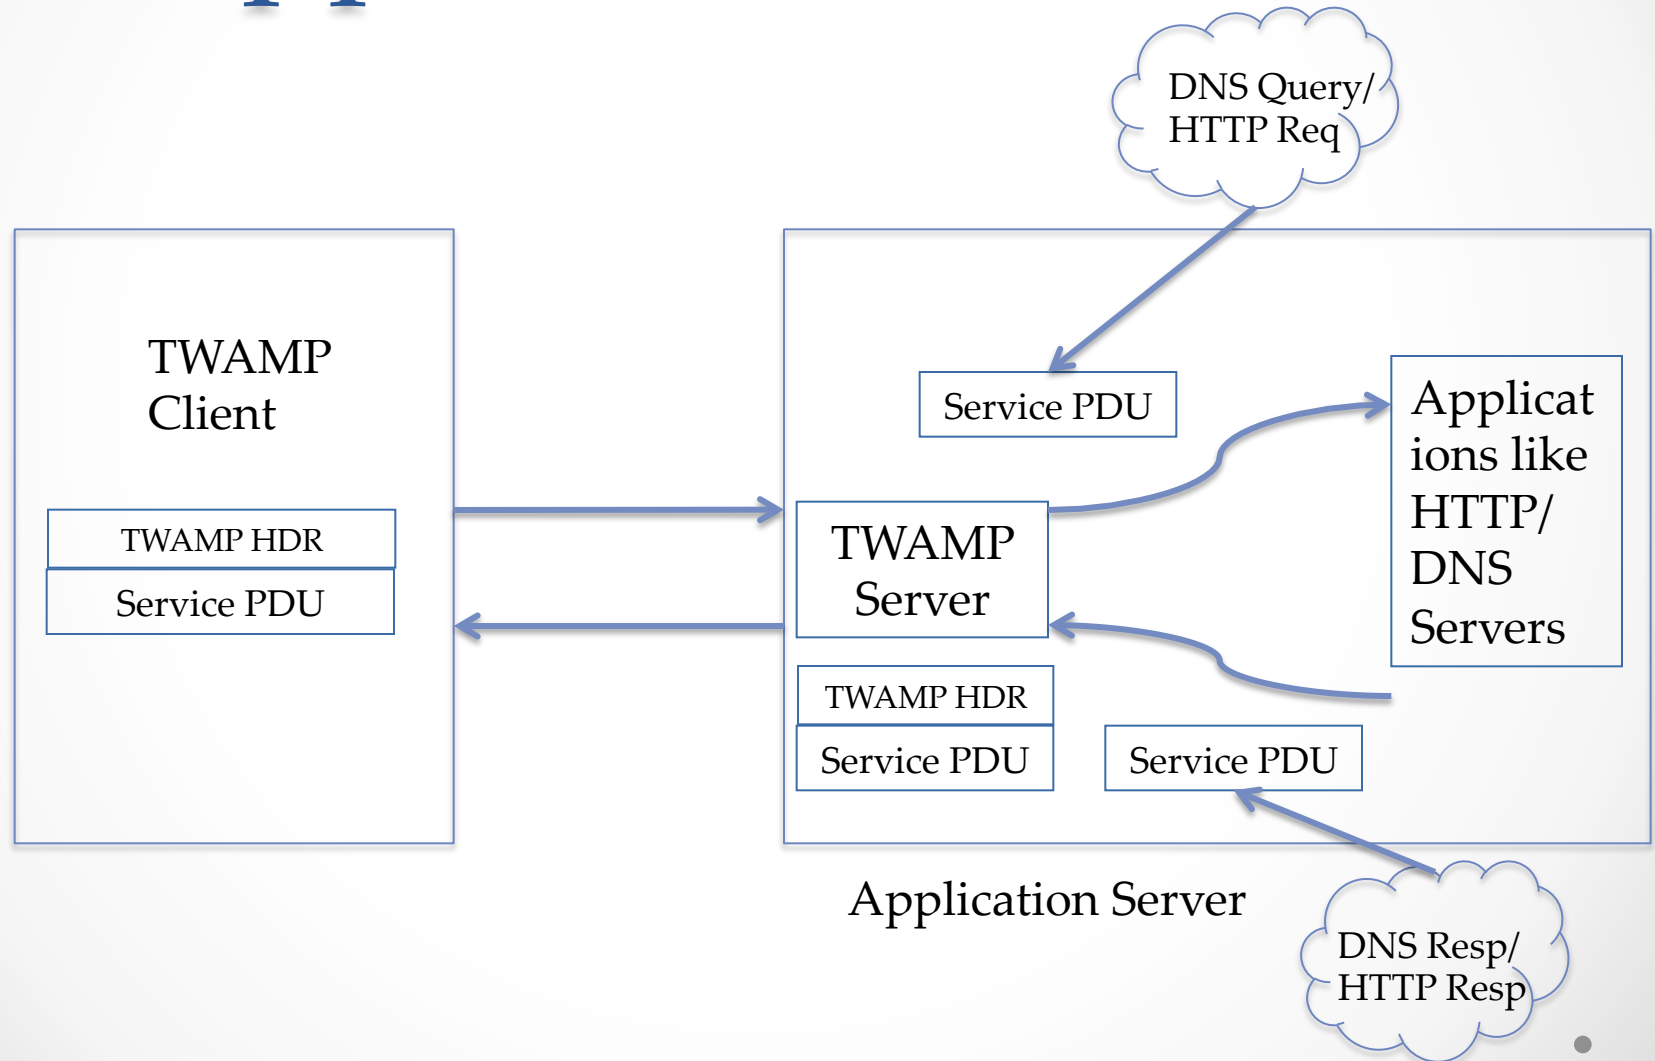 DNS Query/
HTTP Req
TWAMP
Client
TWAMP HDR
Service PDU
Service PDU
TWAMP
Server
Applicat
ions like
HTTP/
DNS
Servers
TWAMP HDR
Service PDU
Service PDU
Application Server
DNS Resp/
HTTP Resp